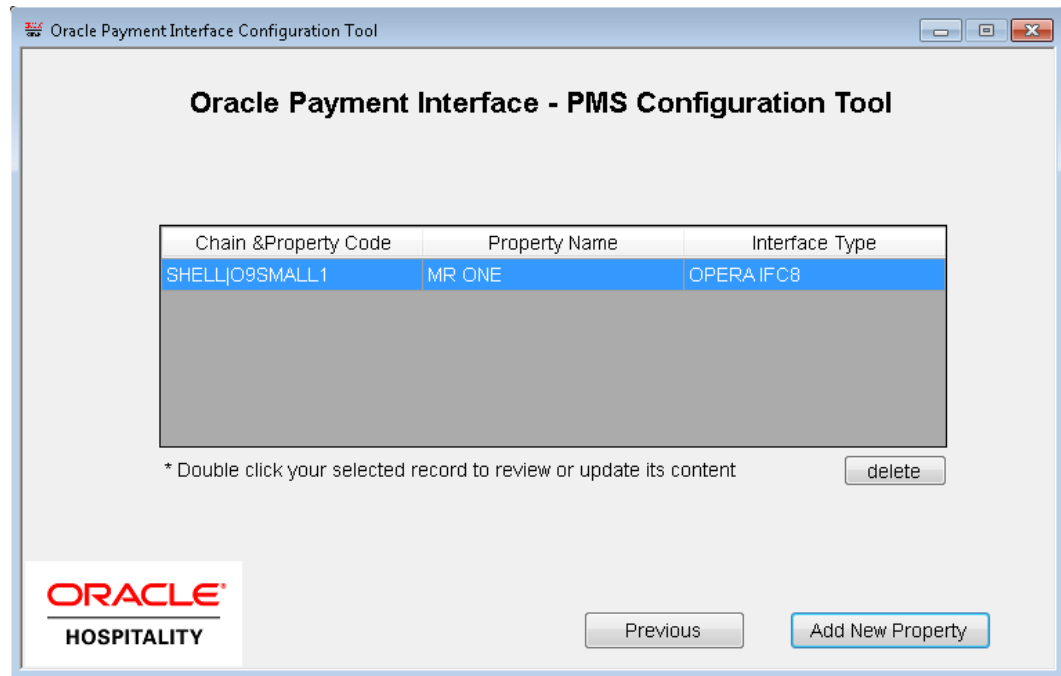 Oracle Payment Interface Configuration Tool
Oracle Payment Interface - PMS Configuration Tool
Chain &Property Code Property Name Interface Type
SHELL|O9SMALL1 MR ONE OPERA IFC8
* Double click your selected record to review or update its content delete
ORACLE®
HOSPITALITY
Previous Add New Property